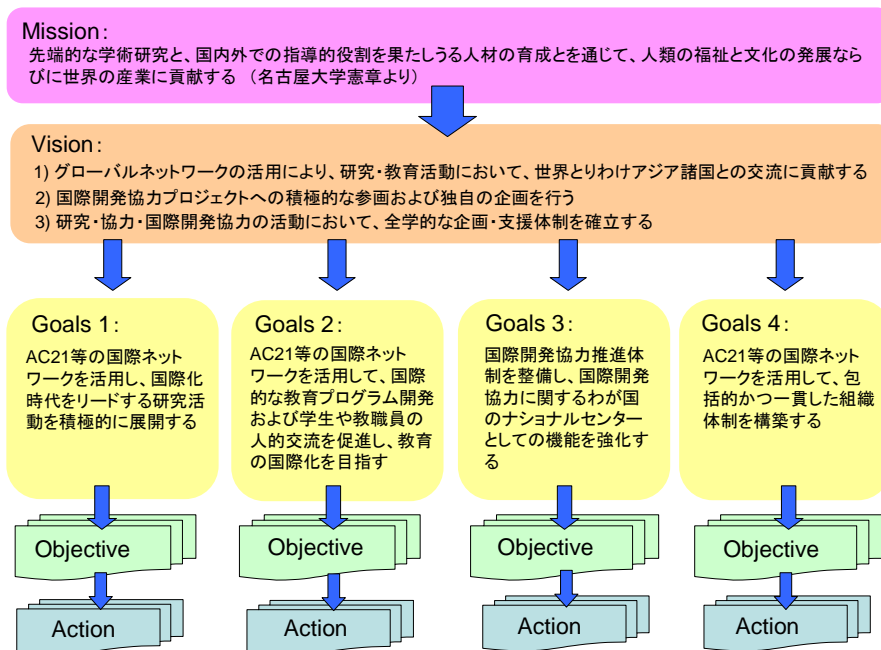 Mission:
先端的な学術研究と、国内外での指導的役割を果たしうる人材の育成とを通じて、人類の福祉と文化の発展なら
びに世界の産業に貢献する （名古屋大学憲章より）
Vision:
1) グローバルネットワークの活用により、研究・教育活動において、世界とりわけアジア諸国との交流に貢献する
2) 国際開発協力プロジェクトへの積極的な参画および独自の企画を行う
3) 研究・協力・国際開発協力の活動において、全学的な企画・支援体制を確立する
Goals 1:
AC21等の国際ネット
ワークを活用し、国際化
時代をリードする研究活
動を積極的に展開する
Goals 2:
AC21等の国際ネット
ワークを活用して、国際
的な教育プログラム開発
および学生や教職員の
人的交流を促進し、教育
の国際化を目指す
Goals 3:
国際開発協力推進体
制を整備し、国際開発
協力に関するわが国
のナショナルセンター
としての機能を強化す
る
Goals 4:
AC21等の国際ネット
ワークを活用して、包
括的かつ一貫した組織
体制を構築する
Objective
Objective
Objective
Objective
Action
Action
Action
Action